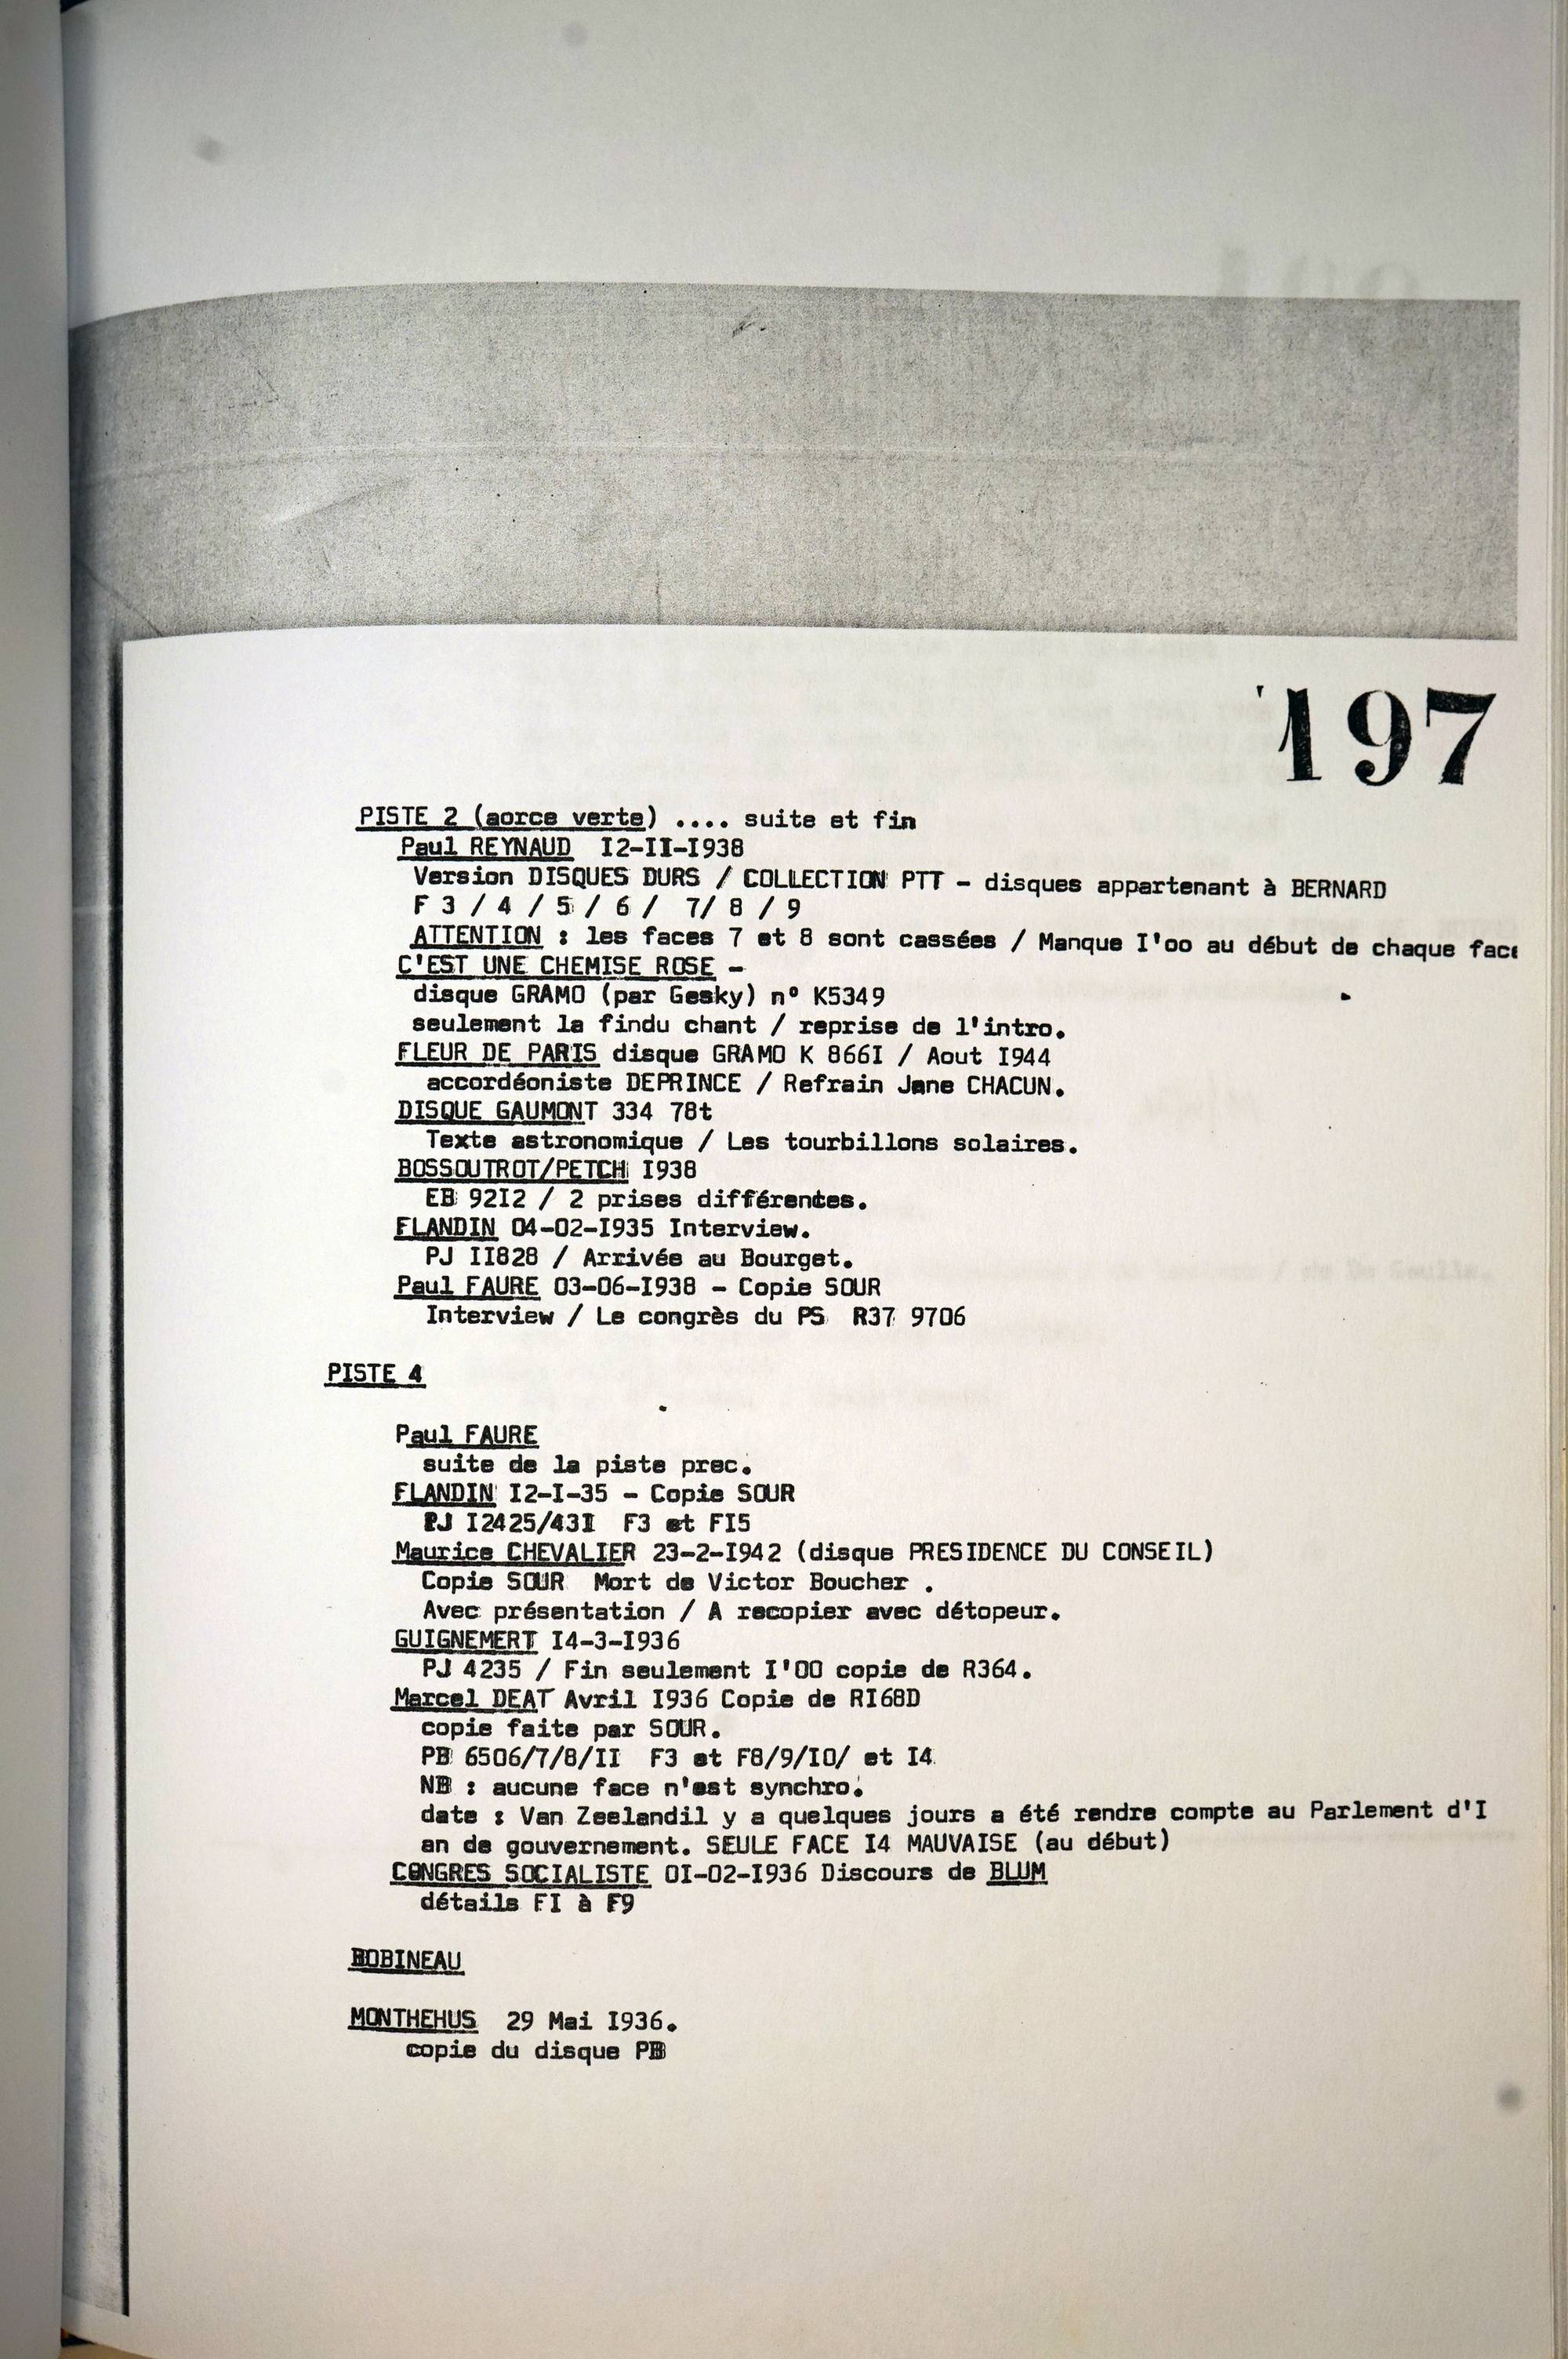 197
PISTE 2 (aorce verte) .... suite et fin
Paul REYNAUD I2-II-I938
Version DISQUES DURS / COLLECTION PTT - disques appartenant à BERNARD
F 3 / 4 / 5 / 6 / 7/ 8 / 9
ATTENTION : les faces 7 et 8 sont cassées / Manque I'oo au début de chaque face
C'EST UNE CHEMISE ROSE -
disque GRAMO (par Gesky) n° K5349
seulement la findu chant / reprise de l'intro.
FLEUR DE PARIS disque GRAMO K 866I / Aout I944
accordéoniste DEPRINCE / Refrain Jane CHACUN.
DISQUE GAUMONT 334 78t
Texte astronomique / Les tourbillons solaires.
BOSSOUTROT/PETCH I938
EB 92I2 / 2 prises différentes.
FLANDIN 04-02-I935 Interview.
PJ II828 / Arrivée au Bourget.
Paul FAURE 03-06-I938 - Copie SOUR
Interview / Le congrès du PS R37 9706
PISTE 4
Paul FAURE
suite de la piste prec.
FLANDIN I2-I-35 - Copie SOUR
PJ I2425/43I F3 et FI5
Maurice CHEVALIER 23-2-I942 (disque PRESIDENCE DU CONSEIL)
Copie SOUR Mort de Victor Boucher .
Avec présentation / A recopier avec détopeur.
GUIGNEMERT I4-3-I936
PJ 4235 / Fin seulement I'OO copie de R364.
Marcel DEAT Avril I936 Copie de RI68D
copie faite par SOUR.
PB 6506/7/8/II F3 et F8/9/IO/ et I4
NB : aucune face n'est synchro.
date : Van Zeelandil y a quelques jours a été rendre compte au Parlement d'I
an de gouvernement. SEULE FACE I4 MAUVAISE (au début)
CONGRES SOCIALISTE OI-02-I936 Discours de BLUM
détails FI à F9
BOBINEAU
MONTHEHUS 29 Mai I936.
copie du disque PB